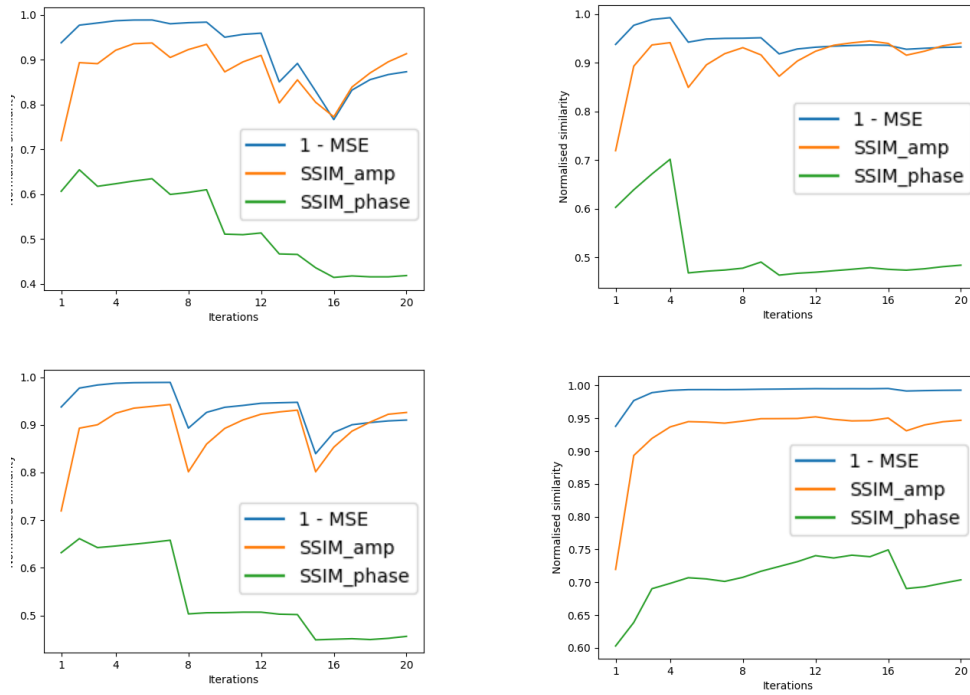 1.0
0.9
0.8
0.7
0.6
0.5
0.4
1 - MSE
SSIM_amp
SSIM_phase
1 4 8 12 16 20
Iterations
Normalised similarity
1.0
0.9
0.8
0.7
0.6
0.5
1 - MSE
SSIM_amp
SSIM_phase
1 4 8 12 16 20
Iterations
1.0
0.9
0.8
0.7
0.6
0.5
1 - MSE
SSIM_amp
SSIM_phase
1 4 8 12 16 20
Iterations
Normalised similarity
1.00
0.95
0.90
0.85
0.80
0.75
0.70
0.65
0.60
1 - MSE
SSIM_amp
SSIM_phase
1 4 8 12 16 20
Iterations